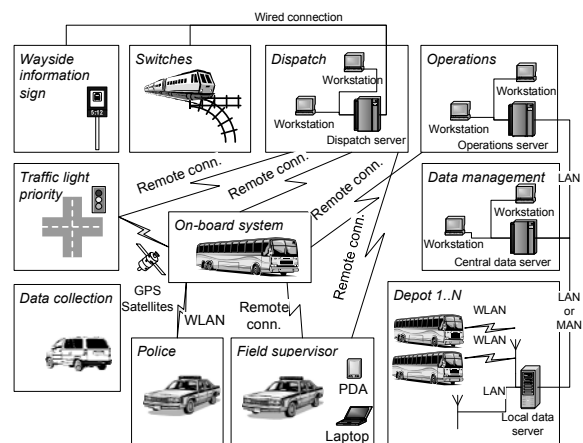 Wired connection
Wayside
information
sign
5:12
Switches
Dispatch
Workstation
Workstation
Dispatch server
Operations
Workstation
Workstation
Operations server
Traffic light
priority
Remote conn.
Remote conn.
Remote conn.
Remote conn.
LAN
Data management
Workstation
Workstation
Central data server
On-board system
GPS
Satellites
WLAN
Remote
conn.
LAN
or
MAN
Data collection
Police
Field supervisor
PDA
Laptop
Depot 1..N
WLAN
WLAN
LAN
Local data
server